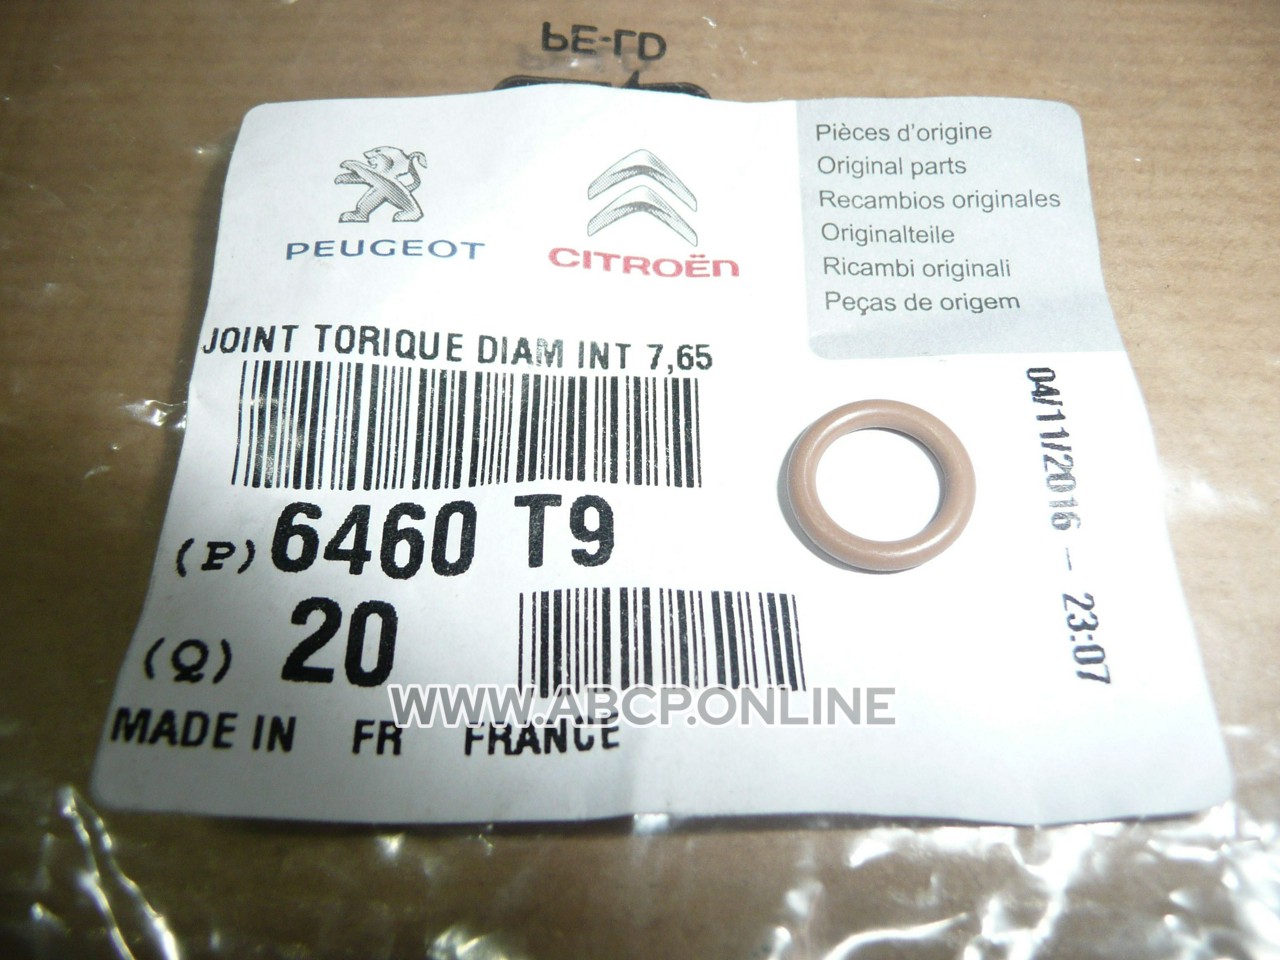 PE-LD
PEUGEOT
CITROËN
Pièces d'origine
Original parts
Recambios originales
Originalteile
Ricambi originali
Peças de origem
JOINT TORIQUE DIAM INT 7,65
(P) 6460 T9
(Q) 20
MADE IN FR FRANCE
04/11/2016 - 23:07
WWW.ABCP.ONLINE